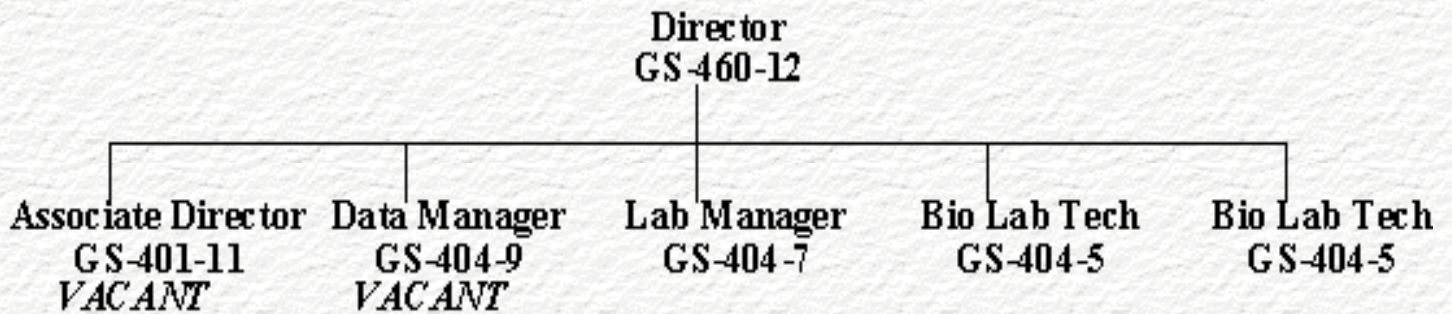 Director
GS-460-12
Associate Director
GS-401-11
VACANT
Data Manager
GS-404-9
VACANT
Lab Manager
GS-404-7
Bio Lab Tech
GS-404-5
Bio Lab Tech
GS-404-5